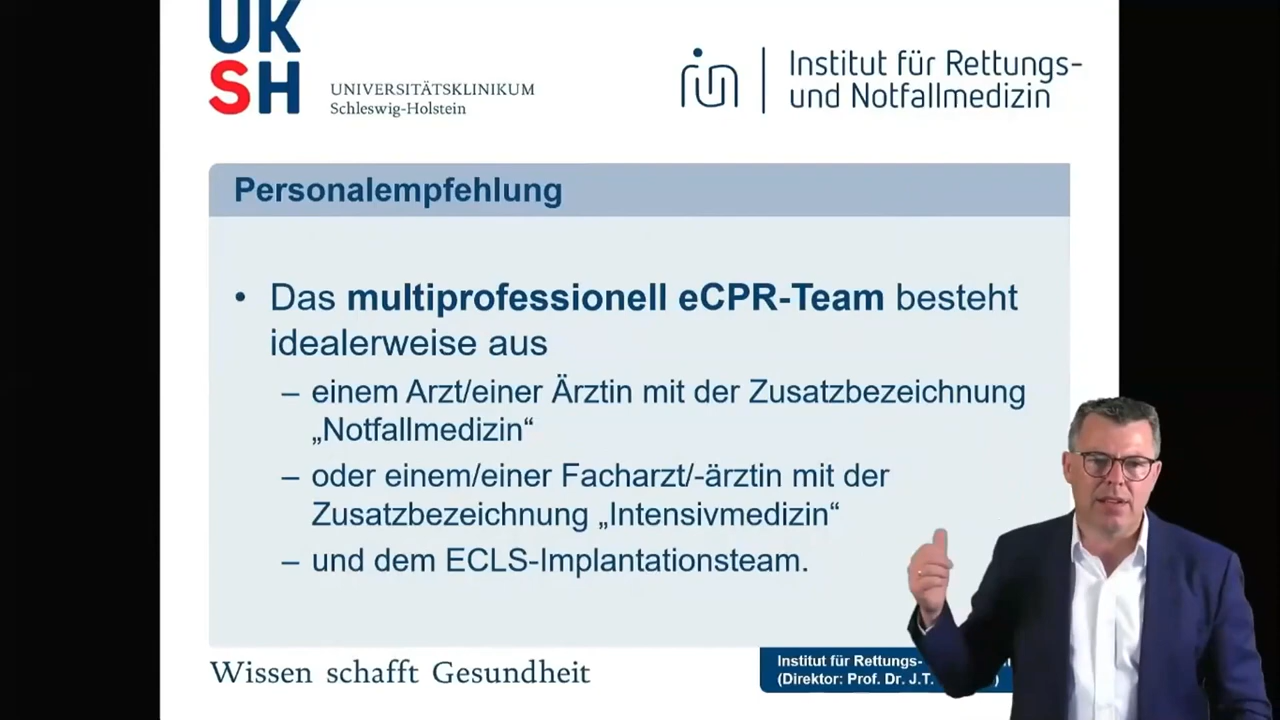 UK
SH
UNIVERSITÄTSKLINIKUM
Schleswig-Holstein
Institut für Rettungs-
und Notfallmedizin
Personalempfehlung
• Das multiprofessionell eCPR-Team besteht
idealerweise aus
– einem Arzt/einer Ärztin mit der Zusatzbezeichnung
„Notfallmedizin“
– oder einem/einer Facharzt/-ärztin mit der
Zusatzbezeichnung „Intensivmedizin“
– und dem ECLS-Implantationsteam.
Wissen schafft Gesundheit
Institut für Rettungs-
(Direktor: Prof. Dr. J.T. )